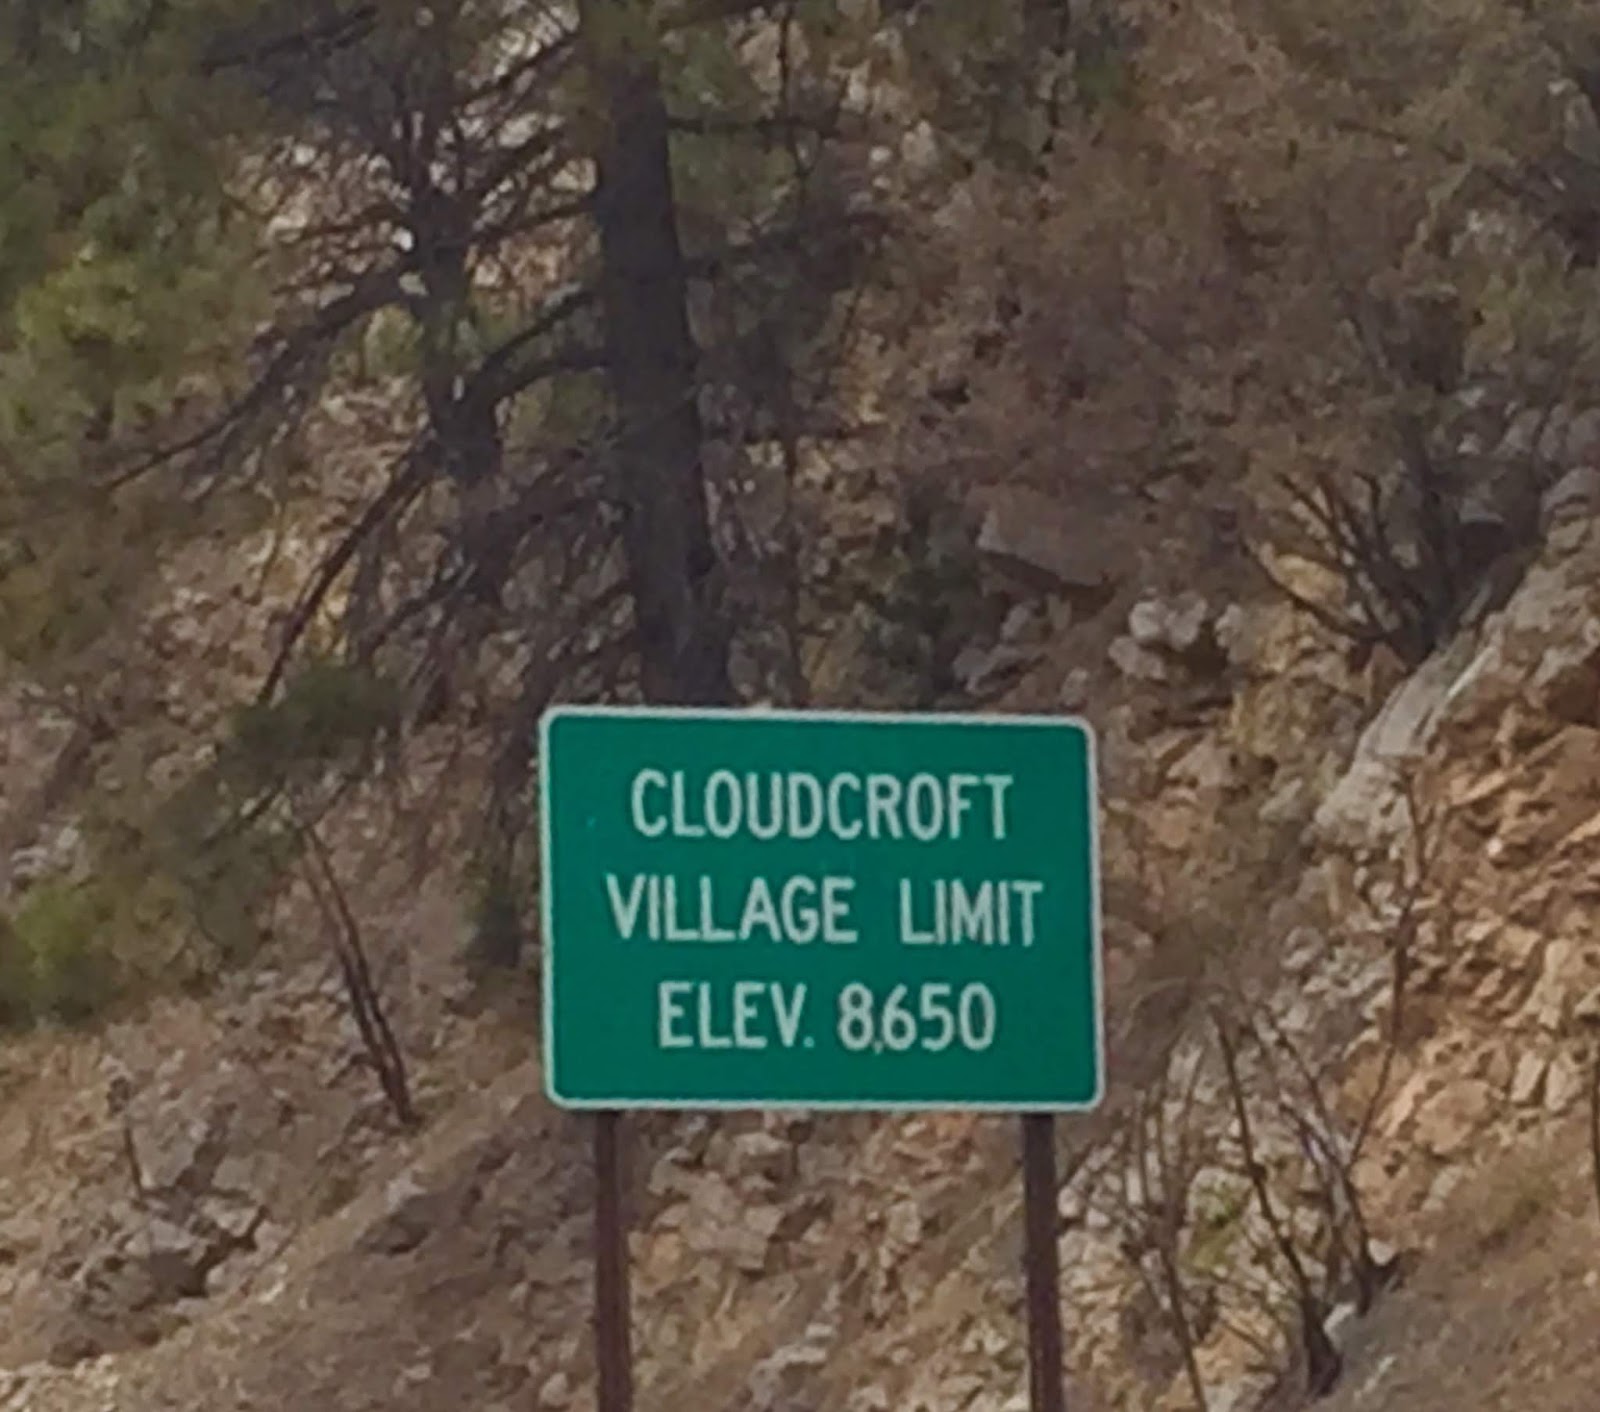 CLOUDCROFT
VILLAGE LIMIT
ELEV. 8,650